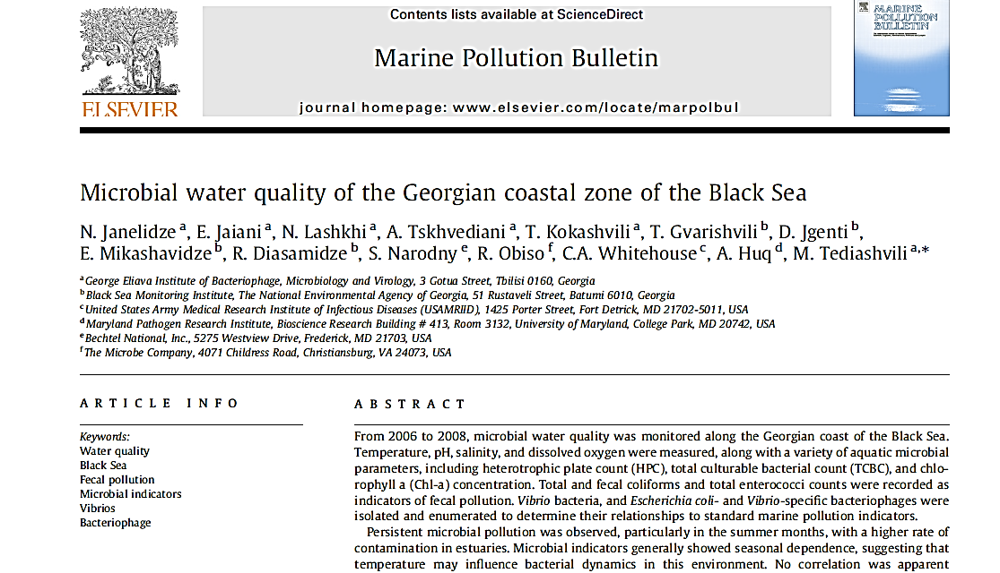 Contents lists available at ScienceDirect
Marine Pollution Bulletin
journal homepage: www.elsevier.com/locate/marpolbul
ELSEVIER
MARINE
POLLUTION
BULLETIN
Microbial water quality of the Georgian coastal zone of the Black Sea
N. Janelidze a, E. Jaiani a, N. Lashkhi a, A. Tskhvediani a, T. Kokashvili a, T. Gvarishvili b, D. Jgenti b,
E. Mikashavidze b, R. Diasamidze b, S. Narodny e, R. Obiso f, C.A. Whitehouse c, A. Huq d, M. Tediashvili a,*
a George Eliava Institute of Bacteriophage, Microbiology and Virology, 3 Gotua Street, Tbilisi 0160, Georgia
b Black Sea Monitoring Institute, The National Environmental Agency of Georgia, 51 Rustaveli Street, Batumi 6010, Georgia
c United States Army Medical Research Institute of Infectious Diseases (USAMRIID), 1425 Porter Street, Fort Detrick, MD 21702-5011, USA
d Maryland Pathogen Research Institute, Bioscience Research Building # 413, Room 3132, University of Maryland, College Park, MD 20742, USA
e Bechtel National, Inc., 5275 Westview Drive, Frederick, MD 21703, USA
f The Microbe Company, 4071 Childress Road, Christiansburg, VA 24073, USA
ARTICLE INFO
Keywords:
Water quality
Black Sea
Fecal pollution
Microbial indicators
Vibrios
Bacteriophage
ABSTRACT
From 2006 to 2008, microbial water quality was monitored along the Georgian coast of the Black Sea.
Temperature, pH, salinity, and dissolved oxygen were measured, along with a variety of aquatic microbial
parameters, including heterotrophic plate count (HPC), total culturable bacterial count (TCBC), and chlo-
rophyll a (Chl-a) concentration. Total and fecal coliforms and total enterococci counts were recorded as
indicators of fecal pollution. Vibrio bacteria, and Escherichia coli- and Vibrio-specific bacteriophages were
isolated and enumerated to determine their relationships to standard marine pollution indicators.
Persistent microbial pollution was observed, particularly in the summer months, with a higher rate of
contamination in estuaries. Microbial indicators generally showed seasonal dependence, suggesting that
temperature may influence bacterial dynamics in this environment. No correlation was apparent